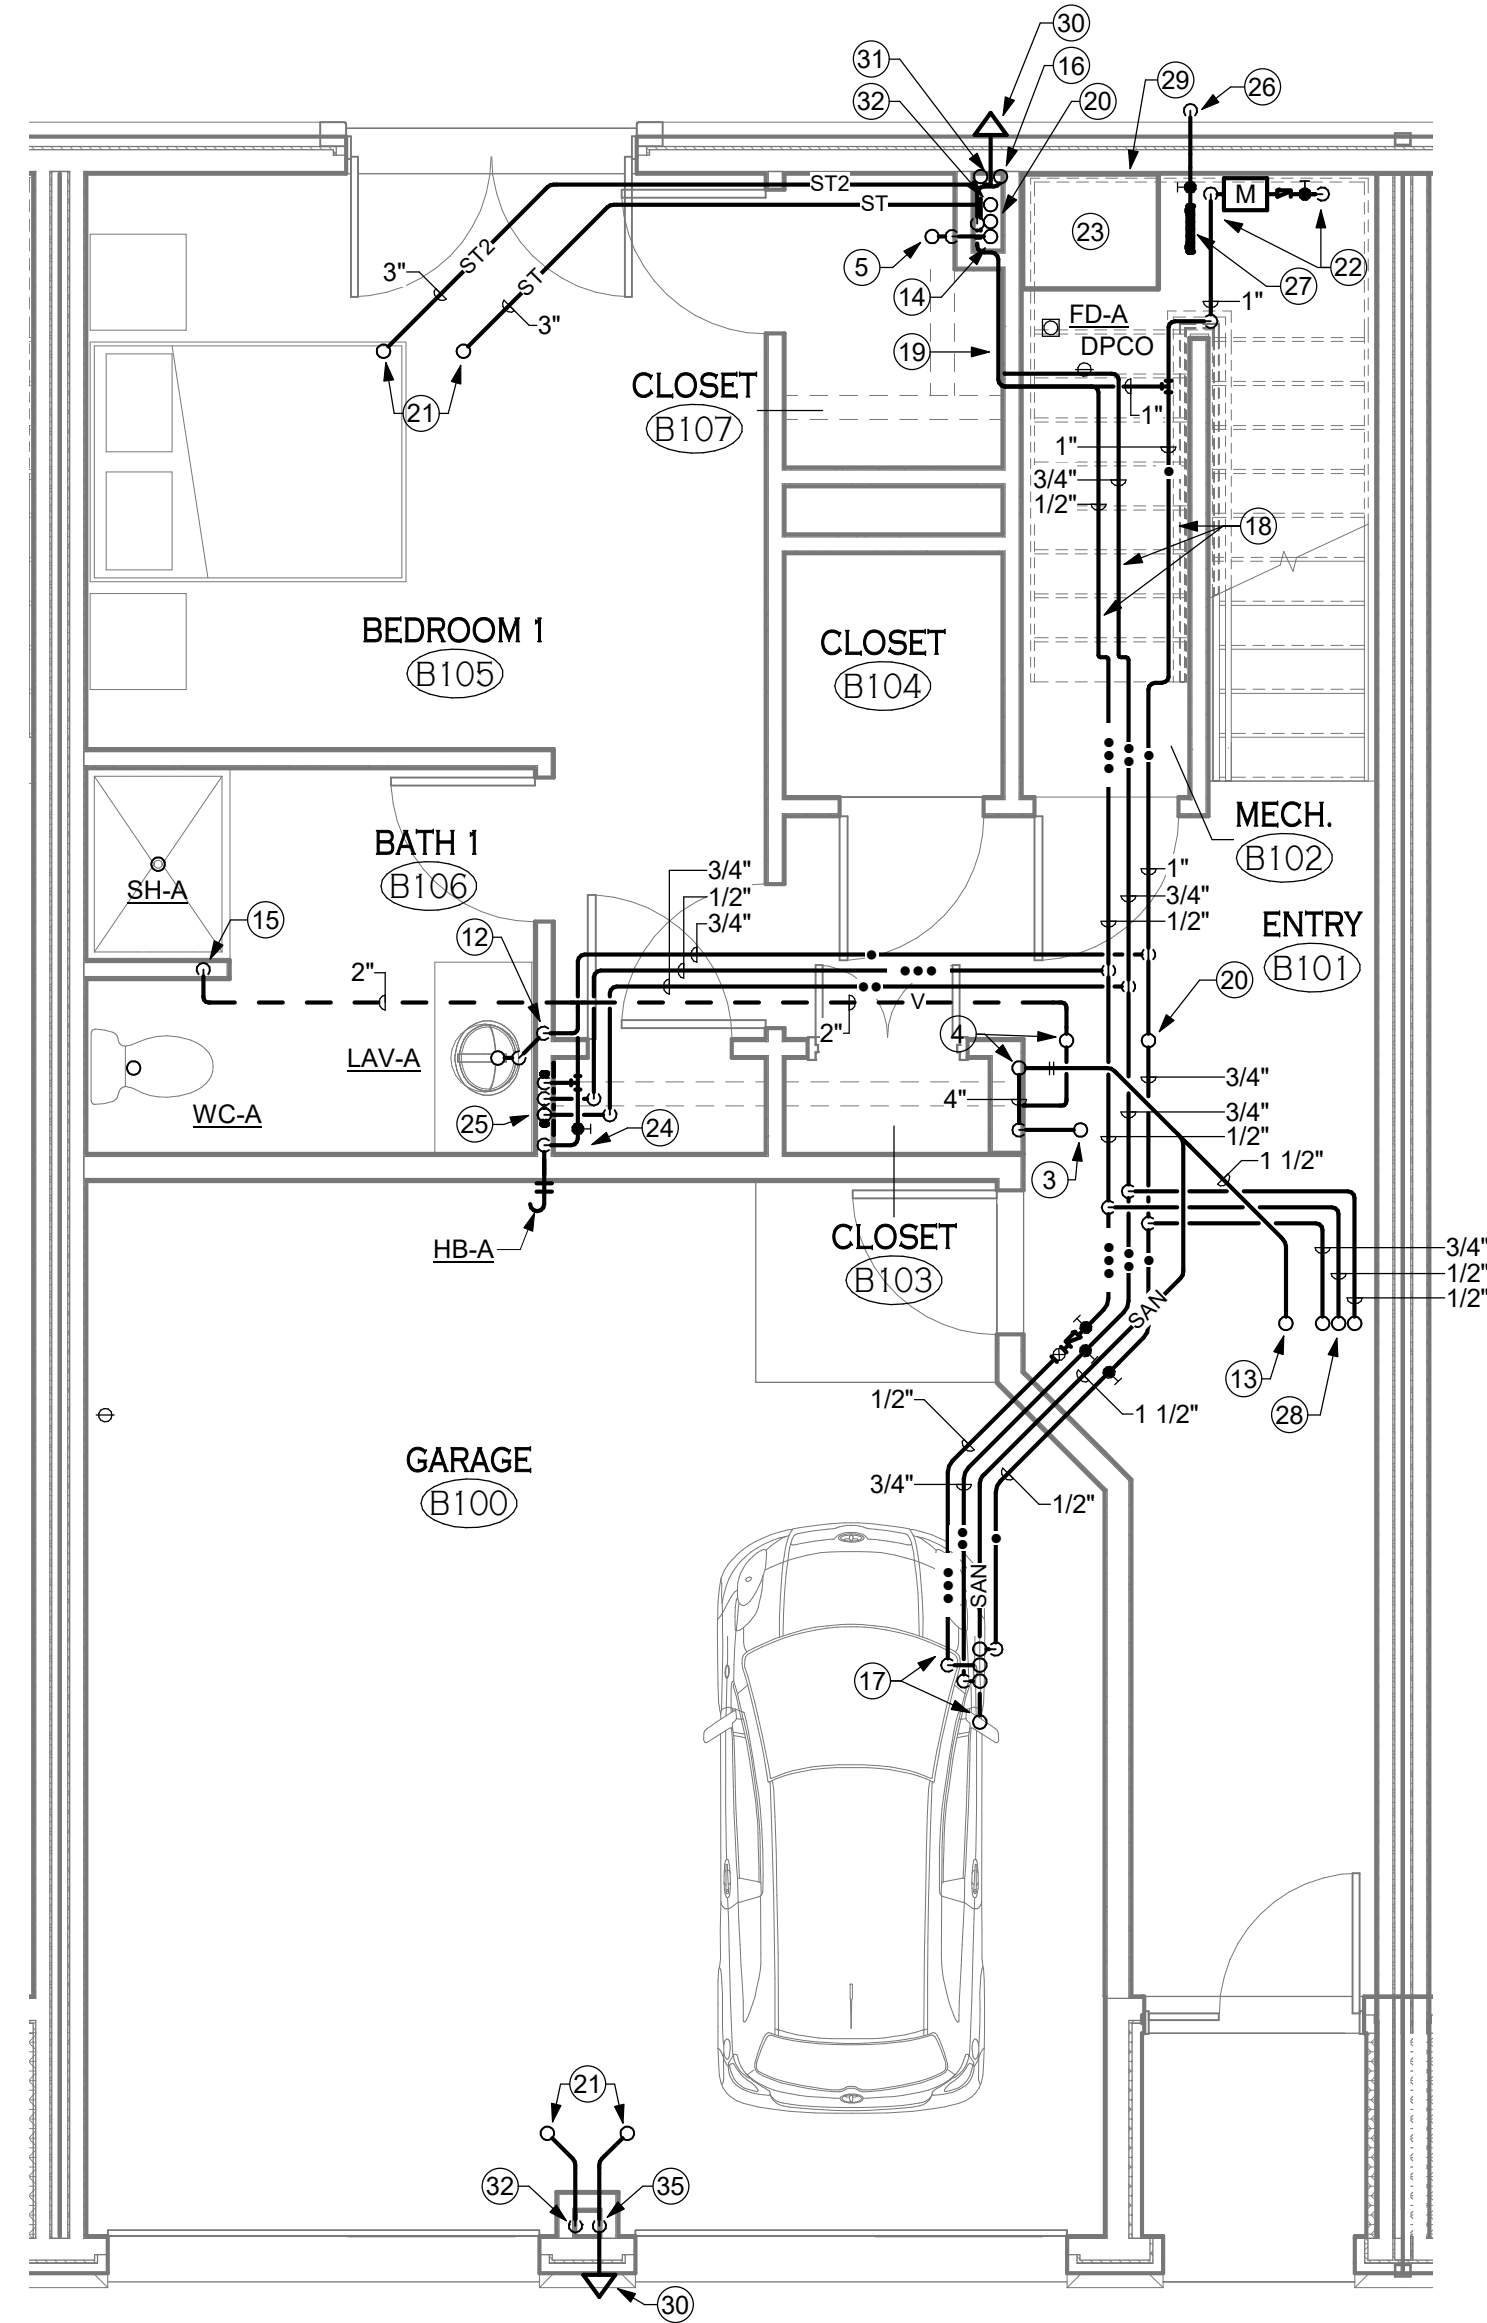 30
31
16
29
32
20
26
ST2
M
ST
23
5
ST2
3"
14
27
22
ST
1"
3"
FD-A
19
DPCO
CLOSET
B107
21
1"
1"
3/4"
1/2"
18
BEDROOM 1
B105
CLOSET
B104
MECH.
B102
BATH 1
B106
3/4"
1/2"
3/4"
1"
3/4"
1/2"
SH-A
15
12
ENTRY
B101
2"
20
V
2"
4
LAV-A
3/4"
4"
WC-A
25
24
3/4"
1/2"
3
1 1/2"
CLOSET
B103
HB-A
3/4"
1/2"
1/2"
SAN
13
28
1/2"
1 1/2"
GARAGE
B100
3/4"
1/2"
SAN
17
21
32
35
30